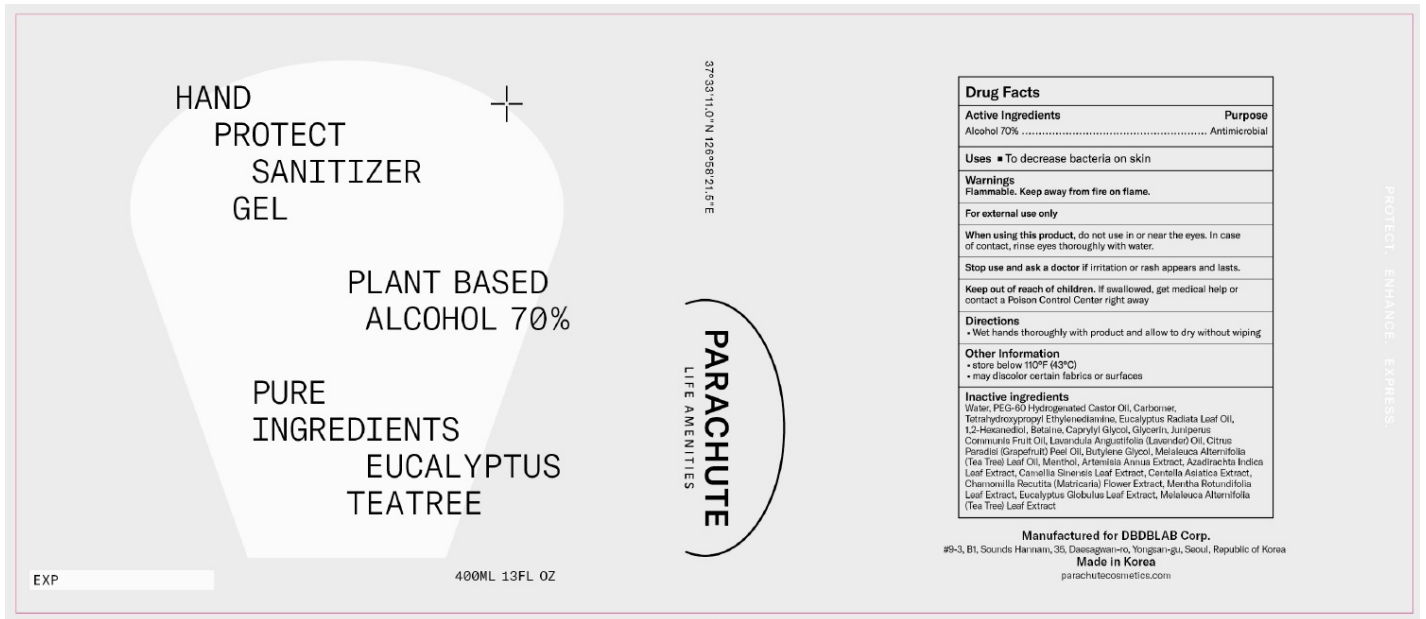 HAND
PROTECT
SANITIZER
GEL
PLANT BASED
ALCOHOL 70%
PURE
INGREDIENTS
EUCALYPTUS
TEATREE
EXP
400ML 13FL OZ
37°33'11.0"N 126°58'21.5"E
PARACHUTE
LIFE AMENITIES
Drug Facts
Active Ingredients Purpose
Alcohol 70% ........................................................ Antimicrobial
Uses ■ To decrease bacteria on skin
Warnings
Flammable. Keep away from fire on flame.
For external use only
When using this product, do not use in or near the eyes. In case
of contact, rinse eyes thoroughly with water.
Stop use and ask a doctor if irritation or rash appears and lasts.
Keep out of reach of children. If swallowed, get medical help or
contact a Poison Control Center right away
Directions
• Wet hands thoroughly with product and allow to dry without wiping
Other Information
• store below 110°F (43°C)
• may discolor certain fabrics or surfaces
Inactive ingredients
Water, PEG-60 Hydrogenated Castor Oil, Carbomer,
Tetrahydroxypropyl Ethylenediamine, Eucalyptus Radiata Leaf Oil,
1,2-Hexanediol, Betaine, Caprylyl Glycol, Glycerin, Juniperus
Communis Fruit Oil, Lavandula Angustifolia (Lavender) Oil, Citrus
Paradisi (Grapefruit) Peel Oil, Butylene Glycol, Melaleuca Alternifolia
(Tea Tree) Leaf Oil, Menthol, Artemisia Annua Extract, Azadirachta Indica
Leaf Extract, Camellia Sinensis Leaf Extract, Centella Asiatica Extract,
Chamomilla Recutita (Matricaria) Flower Extract, Mentha Rotundifolia
Leaf Extract, Eucalyptus Globulus Leaf Extract, Melaleuca Alternifolia
(Tea Tree) Leaf Extract
Manufactured for DBDBLAB Corp.
#9-3, B1, Sounds Hannam, 35, Daesagwan-ro, Yongsan-gu, Seoul, Republic of Korea
Made in Korea
parachutecosmetics.com
PROTECT. ENHANCE. EXPRESS.